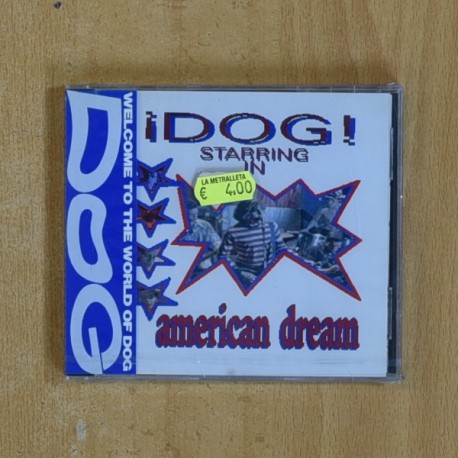 DOG
WELCOME TO THE WORLD OF DOG
¡DOG!
STARRING
IN
LA METRALLETA
€ 4.00
american dream